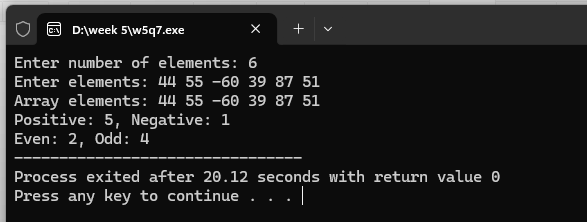 D:\week 5\w5q7.exe
Enter number of elements: 6
Enter elements: 44 55 -60 39 87 51
Array elements: 44 55 -60 39 87 51
Positive: 5, Negative: 1
Even: 2, Odd: 4
--------------------------------
Process exited after 20.12 seconds with return value 0
Press any key to continue . . .